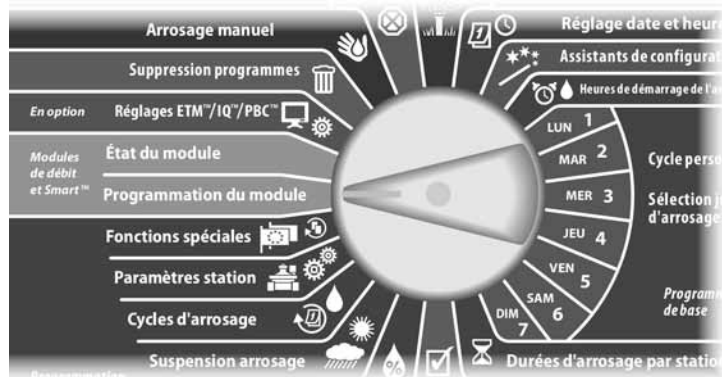 Arrosage manuel
Suppression programmes
En option
Réglages ETM™/IQ™/PBC™
Modules
de débit
et Smart™
État du module
Programmation du module
Fonctions spéciales
Paramètres station
Cycles d'arrosage
Suspension arrosage
%
Réglage date et heur
Assistants de configurat
Heures de démarrage de l'a
LUN 1
MAR 2
MER 3
JEU 4
VEN 5
SAM 6
DIM 7
Cycle perso
Sélection j
d'arrosage
Programm
de base
Durées d'arrosage par statio